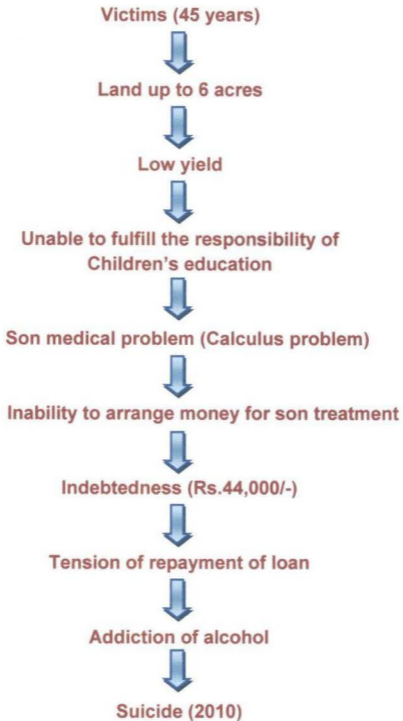 Victims (45 years)
Land up to 6 acres
Low yield
Unable to fulfill the responsibility of
Children's education
Son medical problem (Calculus problem)
Inability to arrange money for son treatment
Indebtedness (Rs.44,000/-)
Tension of repayment of loan
Addiction of alcohol
Suicide (2010)